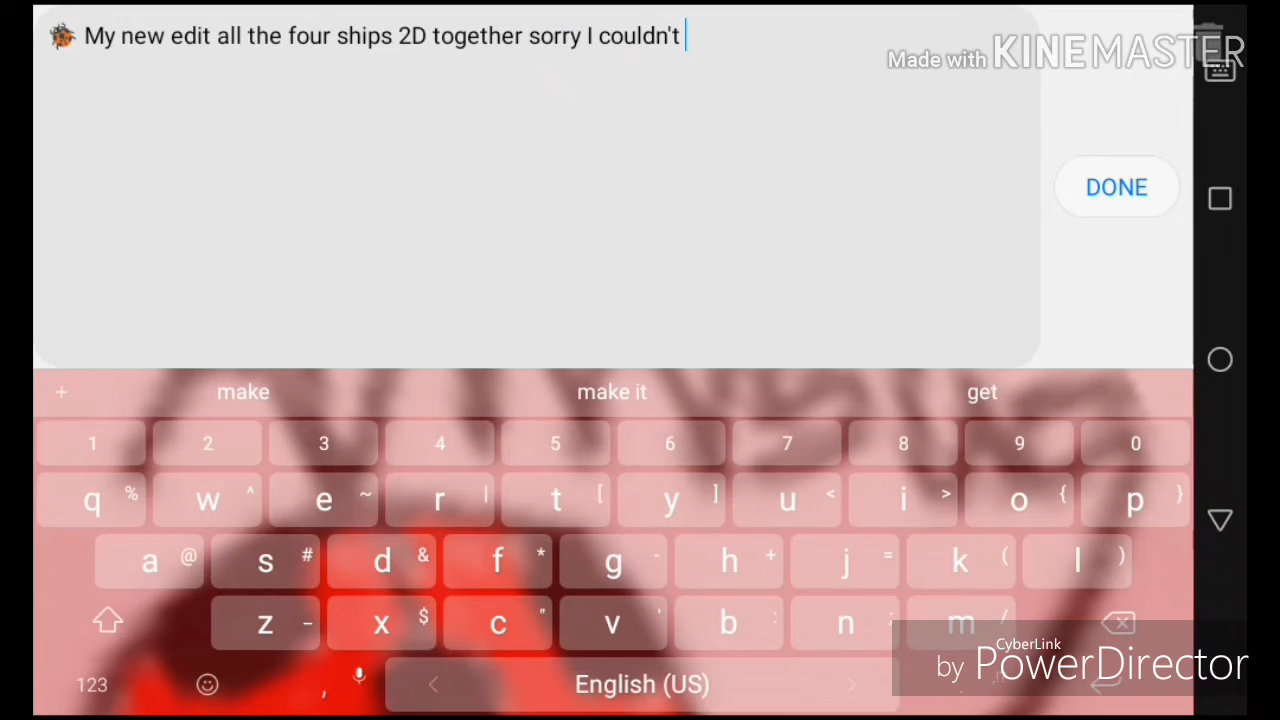 🐞 My new edit all the four ships 2D together sorry I couldn't
Made with KINEMASTER
DONE
+ make make it get
1 2 3 4 5 6 7 8 9 0
q % w ^ e ~ r | t [ y ] u < i > o { p }
a @ s # d & f * g - h + j = k ( l )
z _ x $ c " v ' b : n ; m /
123 , < English (US) > . !?
CyberLink
by PowerDirector